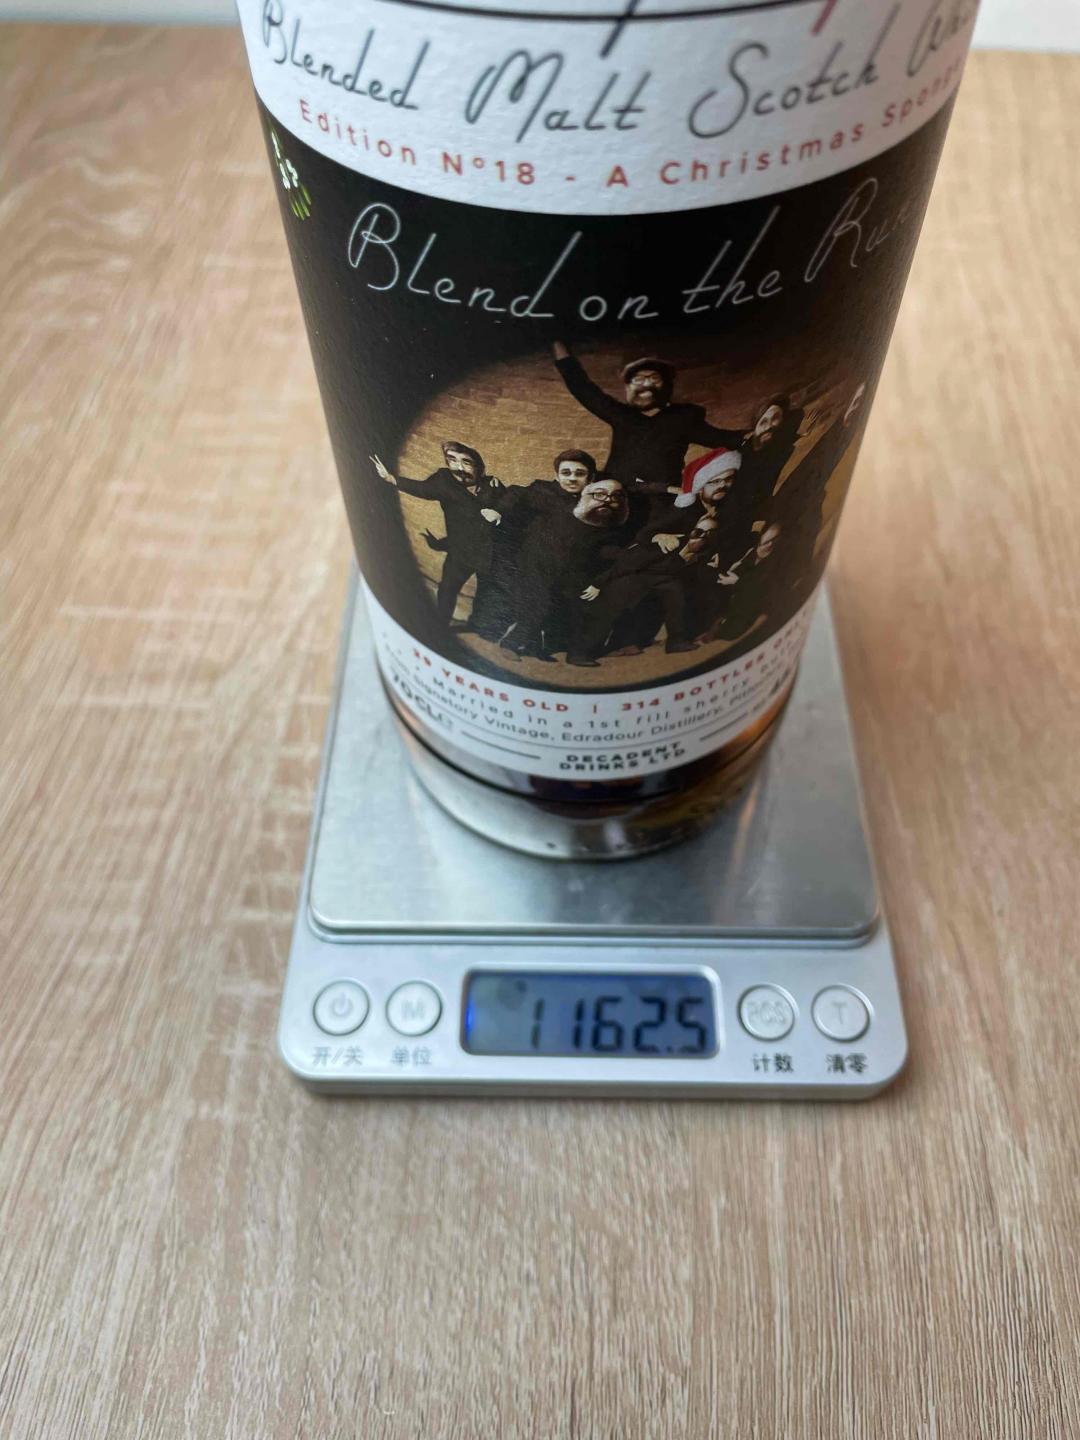 Blended Malt Scotch
Edition Nº18 - A Christmas
Blend on the
YEARS OLD | 314 BOTTLES
Married in a 1st fill sherry
Signatory Vintage, Edradour Distillery,
70CL
DECADENT
DRINKS LTD
1162.5
M
PCS
T
开/关
单位
计数
清零